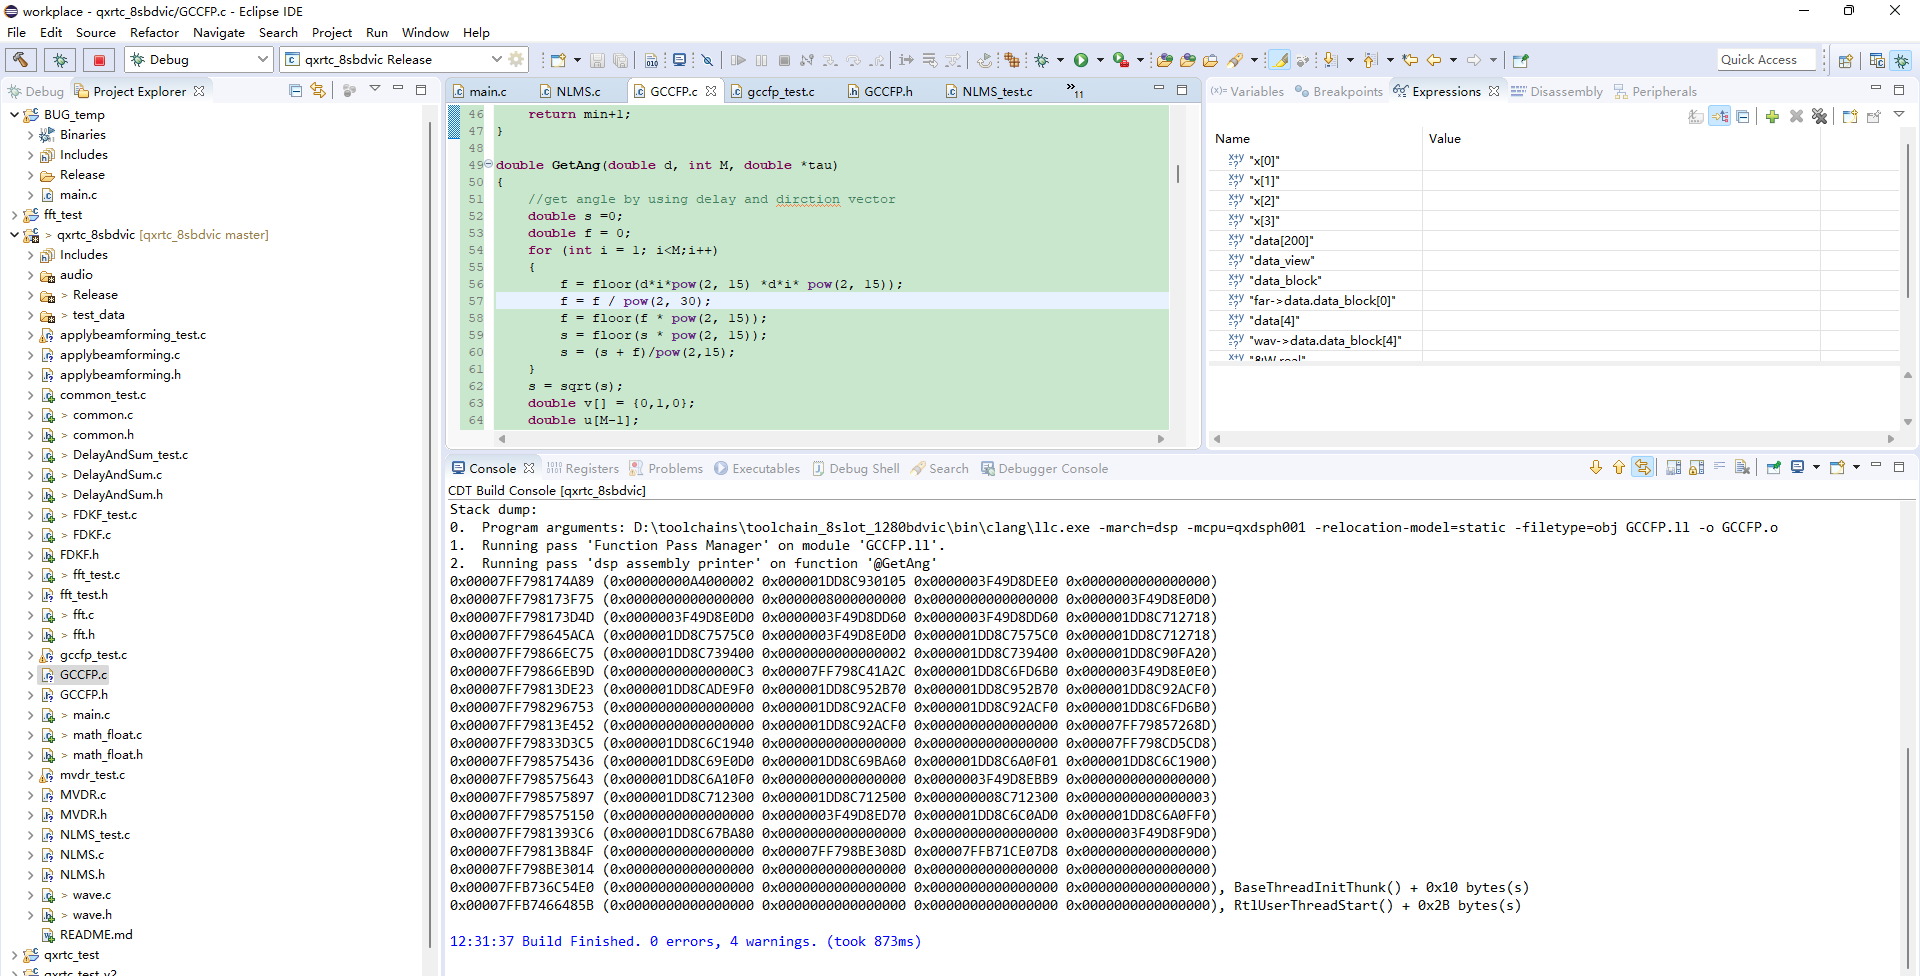 workplace - qxrtc_8sbdvic/GCCFP.c - Eclipse IDE
File Edit Source Refactor Navigate Search Project Run Window Help
Debug qxrtc_8sbdvic Release Quick Access
Debug Project Explorer
BUG_temp
Binaries
Includes
Release
main.c
fft_test
> qxrtc_8sbdvic [qxrtc_8sbdvic master]
Includes
audio
> Release
> test_data
applybeamforming_test.c
applybeamforming.c
applybeamforming.h
common_test.c
> common.c
> common.h
> DelayAndSum_test.c
> DelayAndSum.c
> DelayAndSum.h
> FDKF_test.c
> FDKF.c
FDKF.h
> fft_test.c
fft_test.h
> fft.c
> fft.h
gccfp_test.c
GCCFP.c
GCCFP.h
> main.c
> math_float.c
> math_float.h
mvdr_test.c
MVDR.c
MVDR.h
NLMS_test.c
NLMS.c
NLMS.h
> wave.c
> wave.h
README.md
qxrtc_test
qxrtc_test_v2
main.c NLMS.c GCCFP.c gccfp_test.c GCCFP.h NLMS_test.c »11
46 return min+1;
47 }
48
49 double GetAng(double d, int M, double *tau)
50 {
51 //get angle by using delay and dirction vector
52 double s =0;
53 double f = 0;
54 for (int i = 1; i<M;i++)
55 {
56 f = floor(d*i*pow(2, 15) *d*i* pow(2, 15));
57 f = f / pow(2, 30);
58 f = floor(f * pow(2, 15));
59 s = floor(s * pow(2, 15));
60 s = (s + f)/pow(2,15);
61 }
62 s = sqrt(s);
63 double v[] = {0,1,0};
64 double u[M-1];
(x)= Variables Breakpoints Expressions Disassembly Peripherals
Name Value
"x[0]"
"x[1]"
"x[2]"
"x[3]"
"data[200]"
"data_view"
"data_block"
"far->data.data_block[0]"
"data[4]"
"wav->data.data_block[4]"
"&W.real"
Console Registers Problems Executables Debug Shell Search Debugger Console
CDT Build Console [qxrtc_8sbdvic]
Stack dump:
0. Program arguments: D:\toolchains\toolchain_8slot_1280bdvic\bin\clang\llc.exe -march=dsp -mcpu=qxdsph001 -relocation-model=static -filetype=obj GCCFP.ll -o GCCFP.o
1. Running pass 'Function Pass Manager' on module 'GCCFP.ll'.
2. Running pass 'dsp assembly printer' on function '@GetAng'
0x00007FF798174A89 (0x00000000A4000002 0x000001DD8C930105 0x0000003F49D8DEE0 0x0000000000000000)
0x00007FF798173F75 (0x0000000000000000 0x0000008000000000 0x0000000000000000 0x0000003F49D8E0D0)
0x00007FF798173D4D (0x0000003F49D8E0D0 0x0000003F49D8DD60 0x0000003F49D8DD60 0x000001DD8C712718)
0x00007FF798645ACA (0x000001DD8C7575C0 0x0000003F49D8E0D0 0x000001DD8C7575C0 0x000001DD8C712718)
0x00007FF79866EC75 (0x000001DD8C739400 0x0000000000000002 0x000001DD8C739400 0x000001DD8C90FA20)
0x00007FF79866EB9D (0x00000000000000C3 0x00007FF798C41A2C 0x000001DD8C6FD6B0 0x0000003F49D8E0E0)
0x00007FF79813DE23 (0x000001DD8CADE9F0 0x000001DD8C952B70 0x000001DD8C952B70 0x000001DD8C92ACF0)
0x00007FF798296753 (0x0000000000000000 0x000001DD8C92ACF0 0x000001DD8C92ACF0 0x000001DD8C6FD6B0)
0x00007FF79813E452 (0x0000000000000000 0x000001DD8C92ACF0 0x0000000000000000 0x00007FF79857268D)
0x00007FF79833D3C5 (0x000001DD8C6C1940 0x0000000000000000 0x0000000000000000 0x00007FF798CD5CD8)
0x00007FF798575436 (0x000001DD8C69E0D0 0x000001DD8C69BA60 0x000001DD8C6A0F01 0x000001DD8C6C1900)
0x00007FF798575643 (0x000001DD8C6A10F0 0x0000000000000000 0x0000003F49D8EBB9 0x0000000000000000)
0x00007FF798575897 (0x000001DD8C712300 0x000001DD8C712500 0x000000008C712300 0x0000000000000003)
0x00007FF798575150 (0x0000000000000000 0x0000003F49D8ED70 0x000001DD8C6C0AD0 0x000001DD8C6A0FF0)
0x00007FF7981393C6 (0x000001DD8C67BA80 0x0000000000000000 0x0000000000000000 0x0000003F49D8F9D0)
0x00007FF79813B84F (0x0000000000000000 0x00007FF798BE308D 0x00007FFB71CE07D8 0x0000000000000000)
0x00007FF798BE3014 (0x0000000000000000 0x0000000000000000 0x0000000000000000 0x0000000000000000)
0x00007FFB736C54E0 (0x0000000000000000 0x0000000000000000 0x0000000000000000 0x0000000000000000), BaseThreadInitThunk() + 0x10 bytes(s)
0x00007FFB7466485B (0x0000000000000000 0x0000000000000000 0x0000000000000000 0x0000000000000000), RtlUserThreadStart() + 0x2B bytes(s)
12:31:37 Build Finished. 0 errors, 4 warnings. (took 873ms)